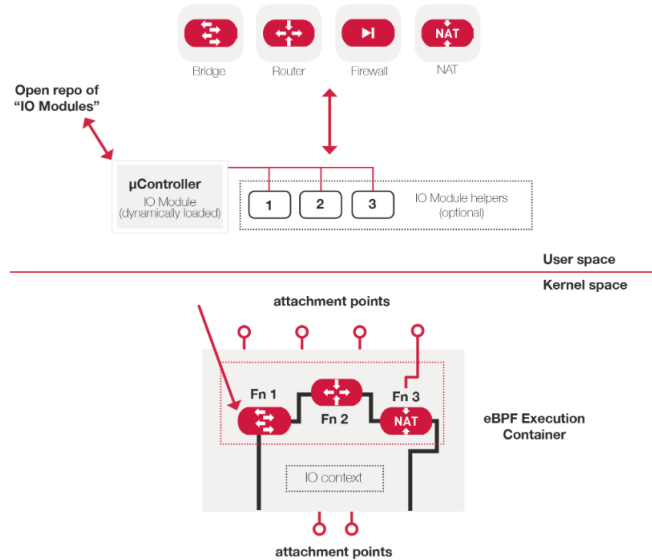 NAT
Bridge
Router
Firewall
NAT
Open repo of
“IO Modules”
µController
IO Module
(dynamically loaded)
1
2
3
IO Module helpers
(optional)
User space
Kernel space
attachment points
Fn 1
Fn 2
Fn 3
NAT
eBPF Execution
Container
IO context
attachment points